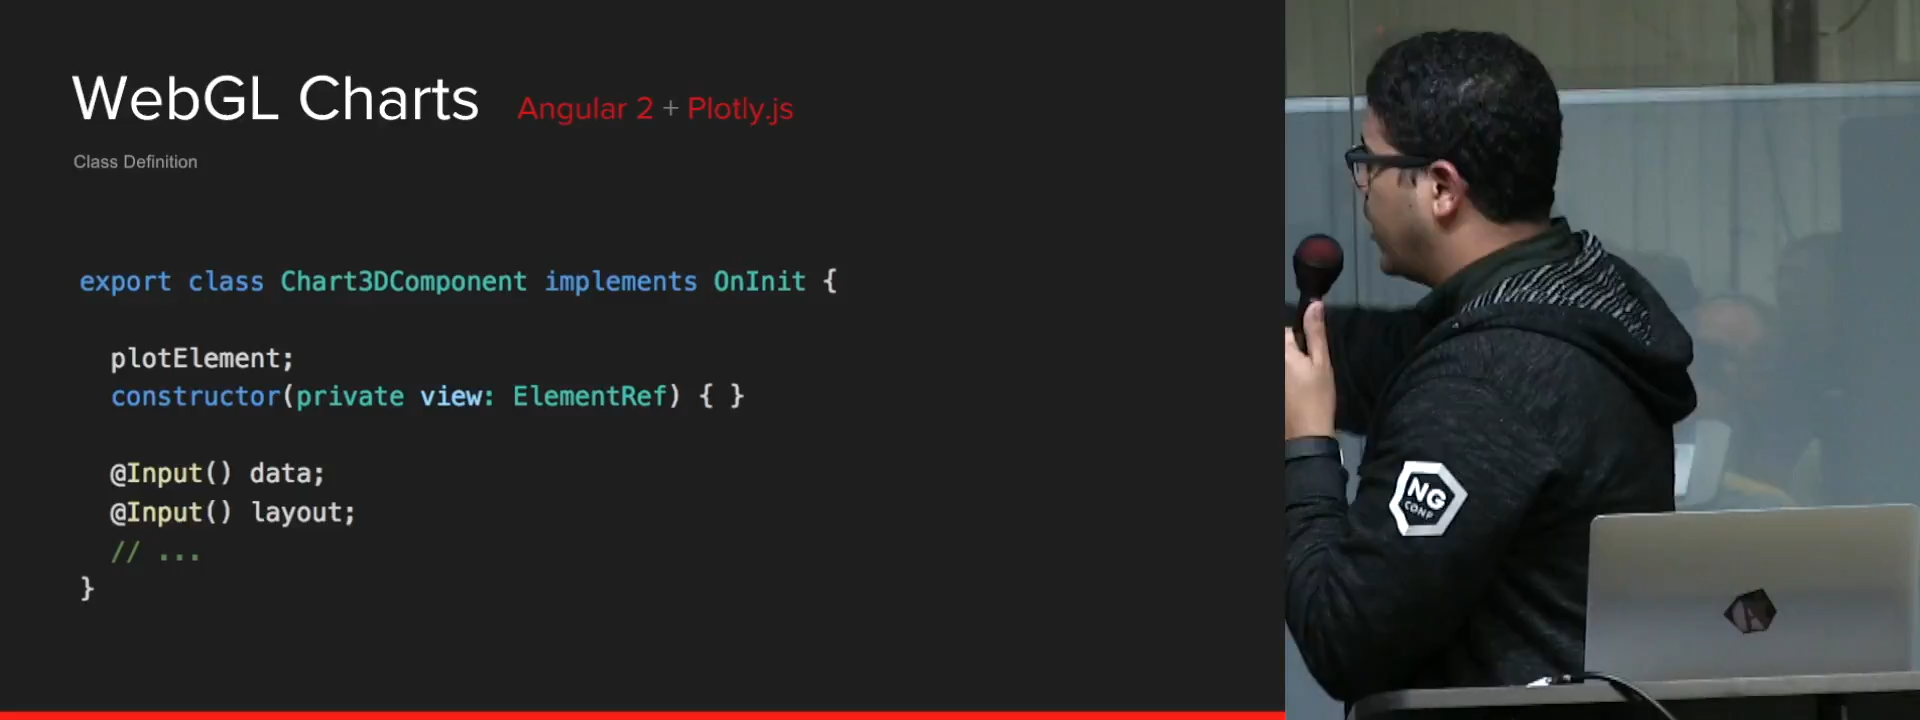 WebGL Charts Angular 2 + Plotly.js
Class Definition
export class Chart3DComponent implements OnInit {
plotElement;
constructor(private view: ElementRef) { }
@Input() data;
@Input() layout;
// ...
}
NG
CONF